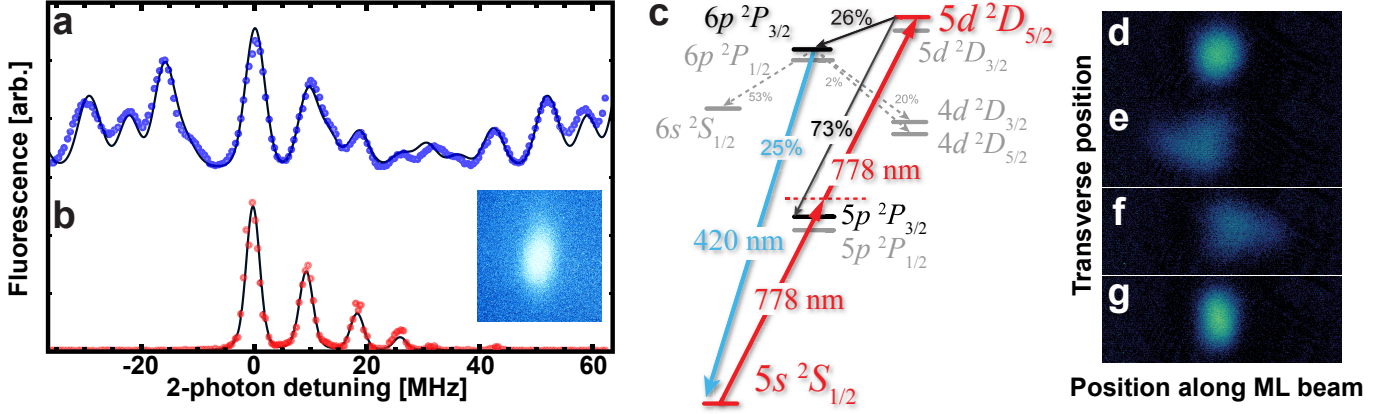 a
Fluorescence [arb.]
b
-20
0
20
40
60
2-photon detuning [MHz]
c
6p ²P3/2
26%
5d ²D5/2
6p ²P1/2
5d ²D3/2
53%
2%
20%
6s ²S1/2
4d ²D3/2
4d ²D5/2
73%
25%
778 nm
5p ²P3/2
5p ²P1/2
420 nm
778 nm
5s ²S1/2
Transverse position
d
e
f
g
Position along ML beam